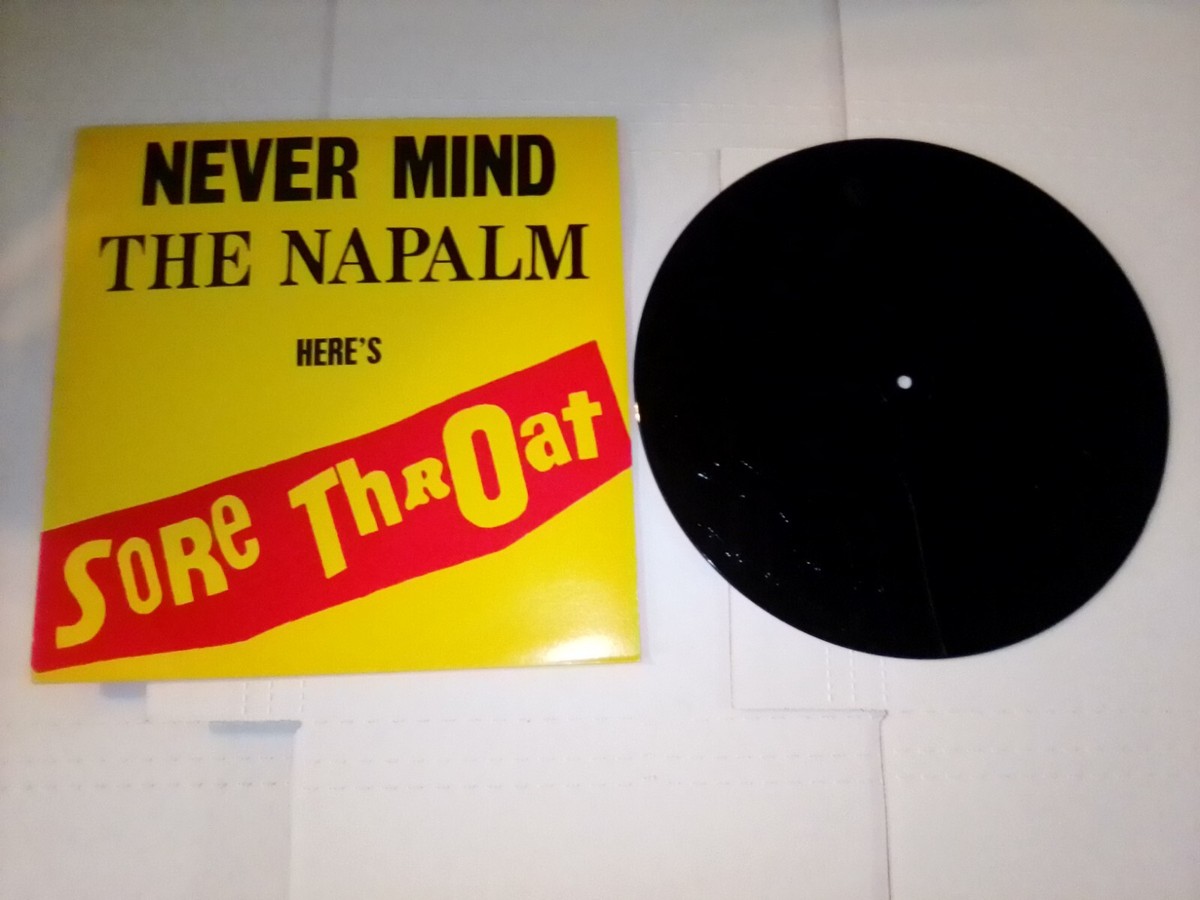 NEVER MIND
THE NAPALM
HERE'S
SORe ThROat